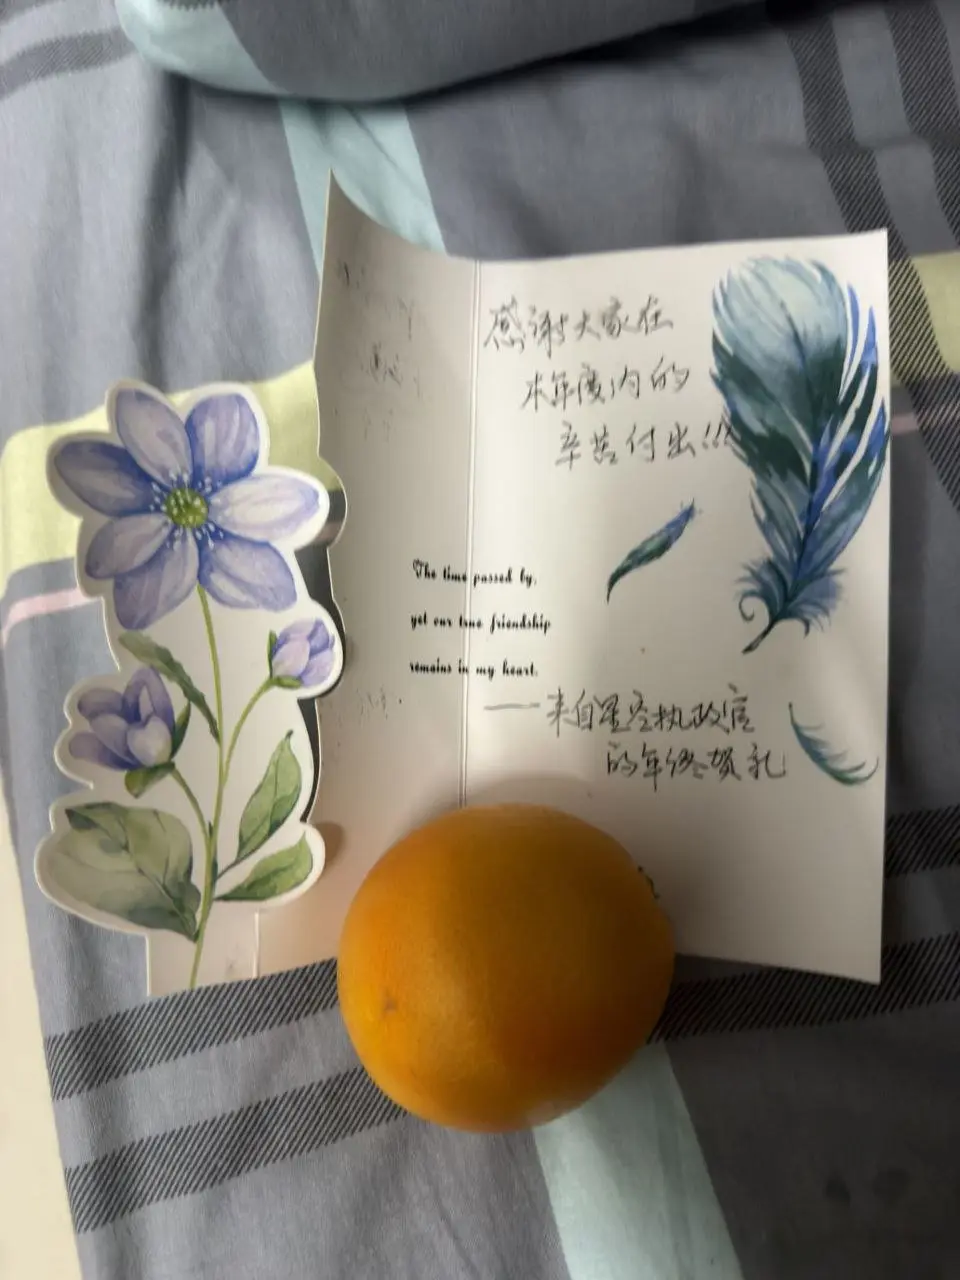 感谢大家在
本年度内的
辛苦付出!!!
The time passed by,
yet our true friendship
remains in my heart.
——来自星空执政官
的年终贺礼